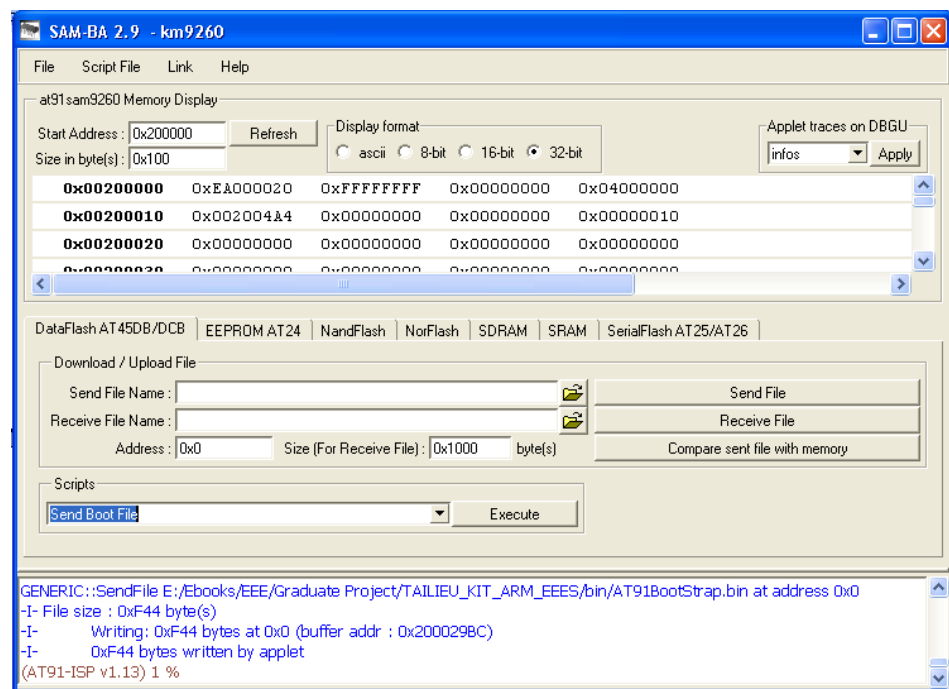 SAM-BA 2.9 - km9260
File Script File Link Help
at91sam9260 Memory Display
Start Address : 0x200000 Refresh
Size in byte(s) : 0x100
Display format
ascii 8-bit 16-bit 32-bit
Applet traces on DBGU
infos Apply
0x00200000 0xEA000020 0xFFFFFFFF 0x00000000 0x04000000
0x00200010 0x002004A4 0x00000000 0x00000010
0x00200020 0x00000000 0x00000000 0x00000000 0x00000000
0x00200030 0x00000000 0x00000000 0x00000000 0x00000000
DataFlash AT45DB/DCB EEPROM AT24 NandFlash NorFlash SDRAM SRAM SerialFlash AT25/AT26
Download / Upload File
Send File Name : Send File
Receive File Name : Receive File
Address : 0x0 Size (For Receive File) : 0x1000 byte(s) Compare sent file with memory
Scripts
Send Boot File Execute
GENERIC::SendFile E:/Ebooks/EEE/Graduate Project/TAILIEU_KIT_ARM_EEES/bin/AT91BootStrap.bin at address 0x0
-I- File size : 0xF44 byte(s)
-I- Writing: 0xF44 bytes at 0x0 (buffer addr : 0x200029BC)
-I- 0xF44 bytes written by applet
(AT91-ISP v1.13) 1 %